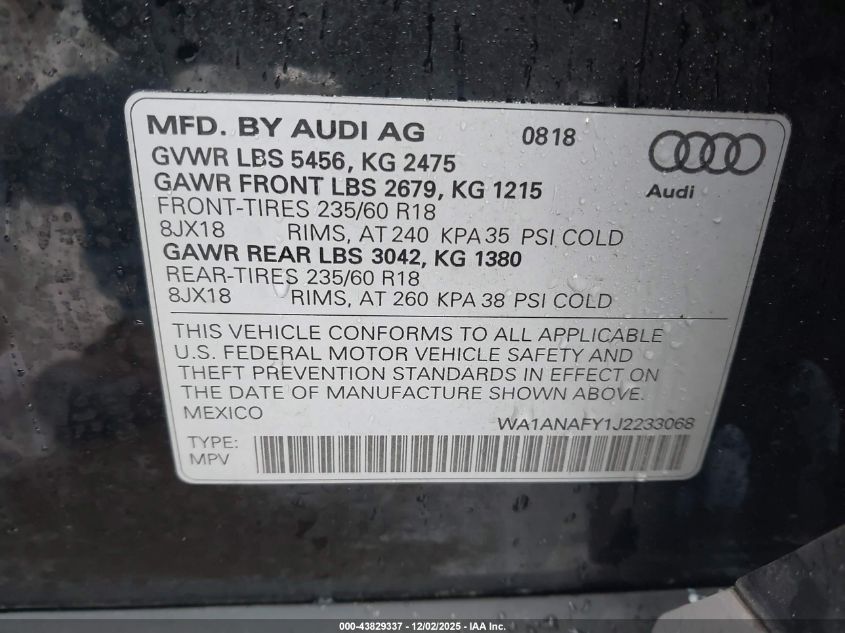 MFD. BY AUDI AG 0818
GVWR LBS 5456, KG 2475
GAWR FRONT LBS 2679, KG 1215
Audi
FRONT-TIRES 235/60 R18
8JX18 RIMS, AT 240 KPA 35 PSI COLD
GAWR REAR LBS 3042, KG 1380
REAR-TIRES 235/60 R18
8JX18 RIMS, AT 260 KPA 38 PSI COLD
THIS VEHICLE CONFORMS TO ALL APPLICABLE
U.S. FEDERAL MOTOR VEHICLE SAFETY AND
THEFT PREVENTION STANDARDS IN EFFECT ON
THE DATE OF MANUFACTURE SHOWN ABOVE.
MEXICO
WA1ANAFY1J2233068
TYPE:
MPV
000-43829337 - 12/02/2025 - IAA Inc.